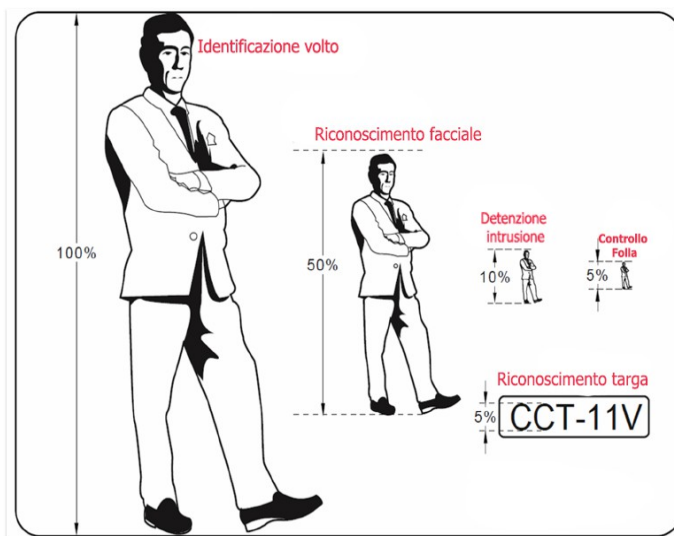 Identificazione volto
Riconoscimento facciale
100%
50%
Detenzione
intrusione
10%
Controllo
Folla
5%
Riconoscimento targa
5%
CCT-11V